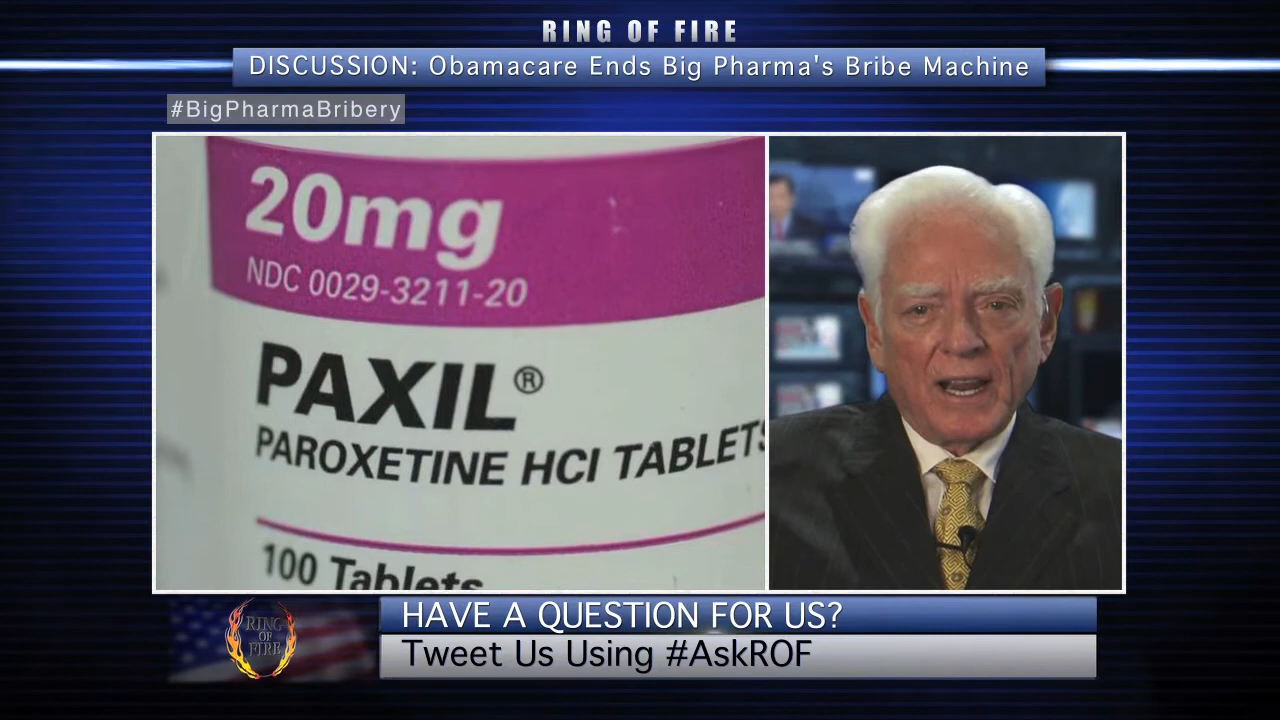 RING OF FIRE
DISCUSSION: Obamacare Ends Big Pharma's Bribe Machine
#BigPharmaBribery
20mg
NDC 0029-3211-20
PAXIL®
PAROXETINE HCI TABLETS
100 Tablets
RING
OF
FIRE
HAVE A QUESTION FOR US?
Tweet Us Using #AskROF